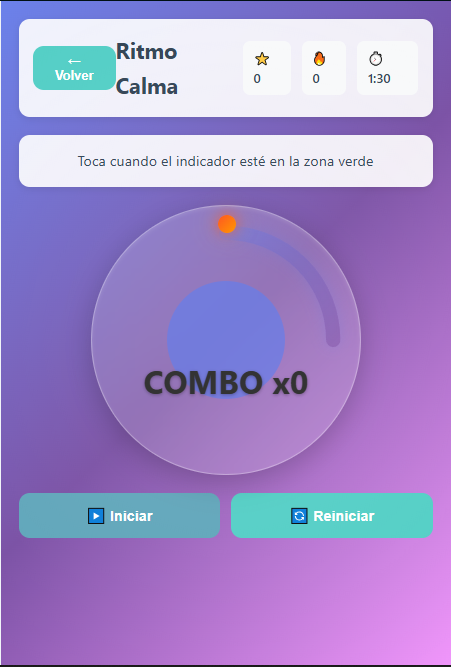 ← Volver
Ritmo Calma
⭐ 0
🔥 0
⏱ 1:30
Toca cuando el indicador esté en la zona verde
COMBO x0
▶ Iniciar
🔄 Reiniciar